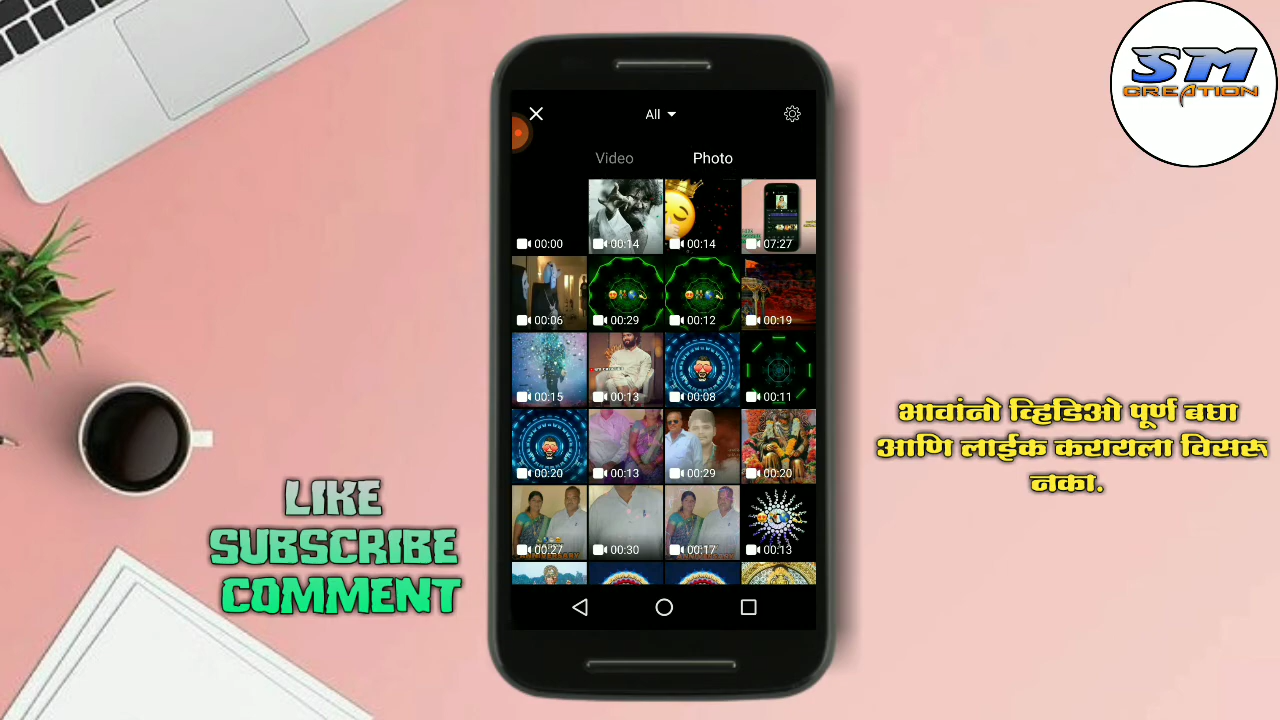 SM
CREATION
All
Video Photo
00:00 00:14 00:14 07:27
00:06 00:29 00:12 00:19
00:15 00:13 00:08 00:11
00:20 00:13 00:29 00:20
00:27 00:30 00:17 00:13
LIKE
SUBSCRIBE
COMMENT
भावांनो व्हिडिओ पूर्ण बघा
आणि लाईक करायला विसरू
नका.